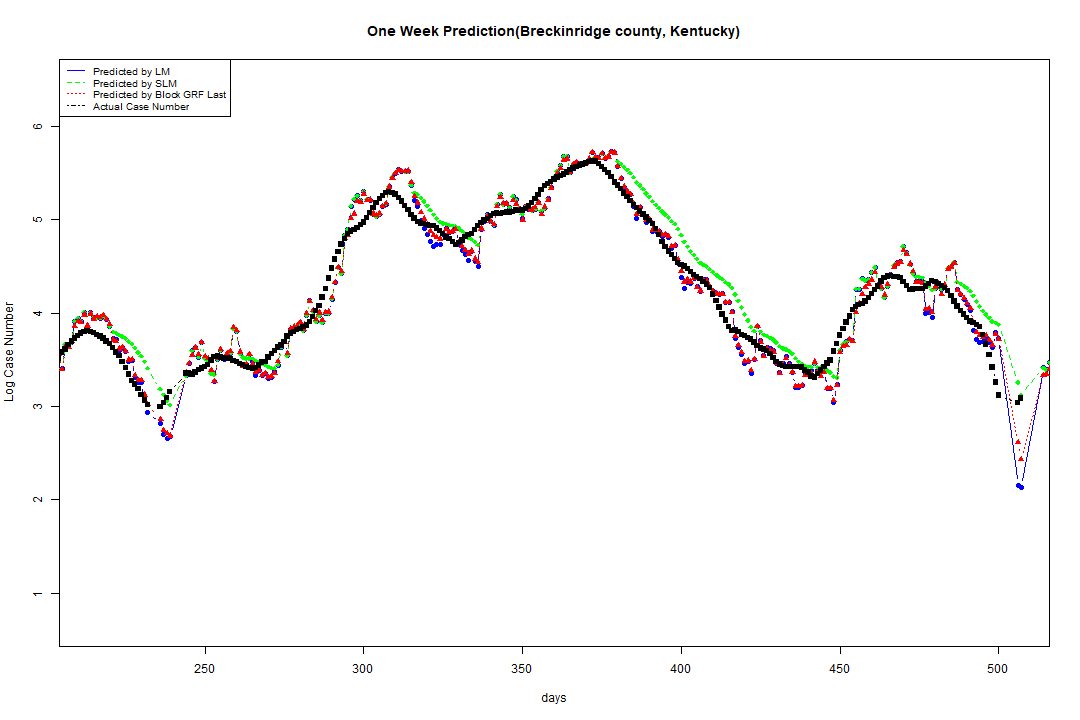 One Week Prediction(Breckinridge county, Kentucky)
Predicted by LM
Predicted by SLM
Predicted by Block GRF Last
Actual Case Number
Log Case Number
6
5
4
3
2
1
250 300 350 400 450 500
days